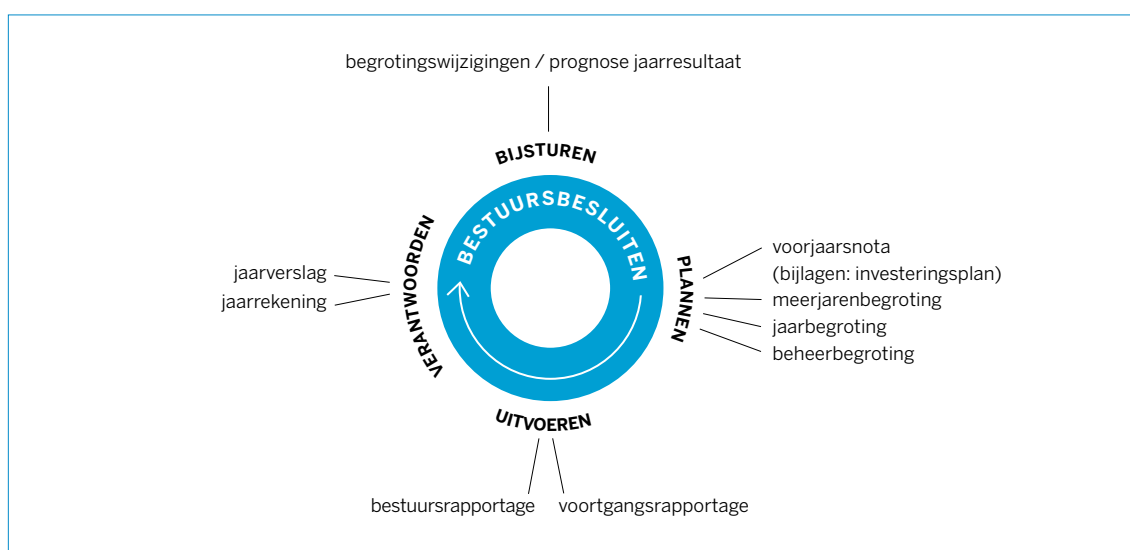 begrotingswijzigingen / prognose jaarresultaat
BIJSTUREN
BESTUURSBESLUITEN
PLANNEN
voorjaarsnota
(bijlagen: investeringsplan)
meerjarenbegroting
jaarbegroting
beheerbegroting
VERANTWOORDEN
jaarverslag
jaarrekening
UITVOEREN
bestuursrapportage
voortgangsrapportage